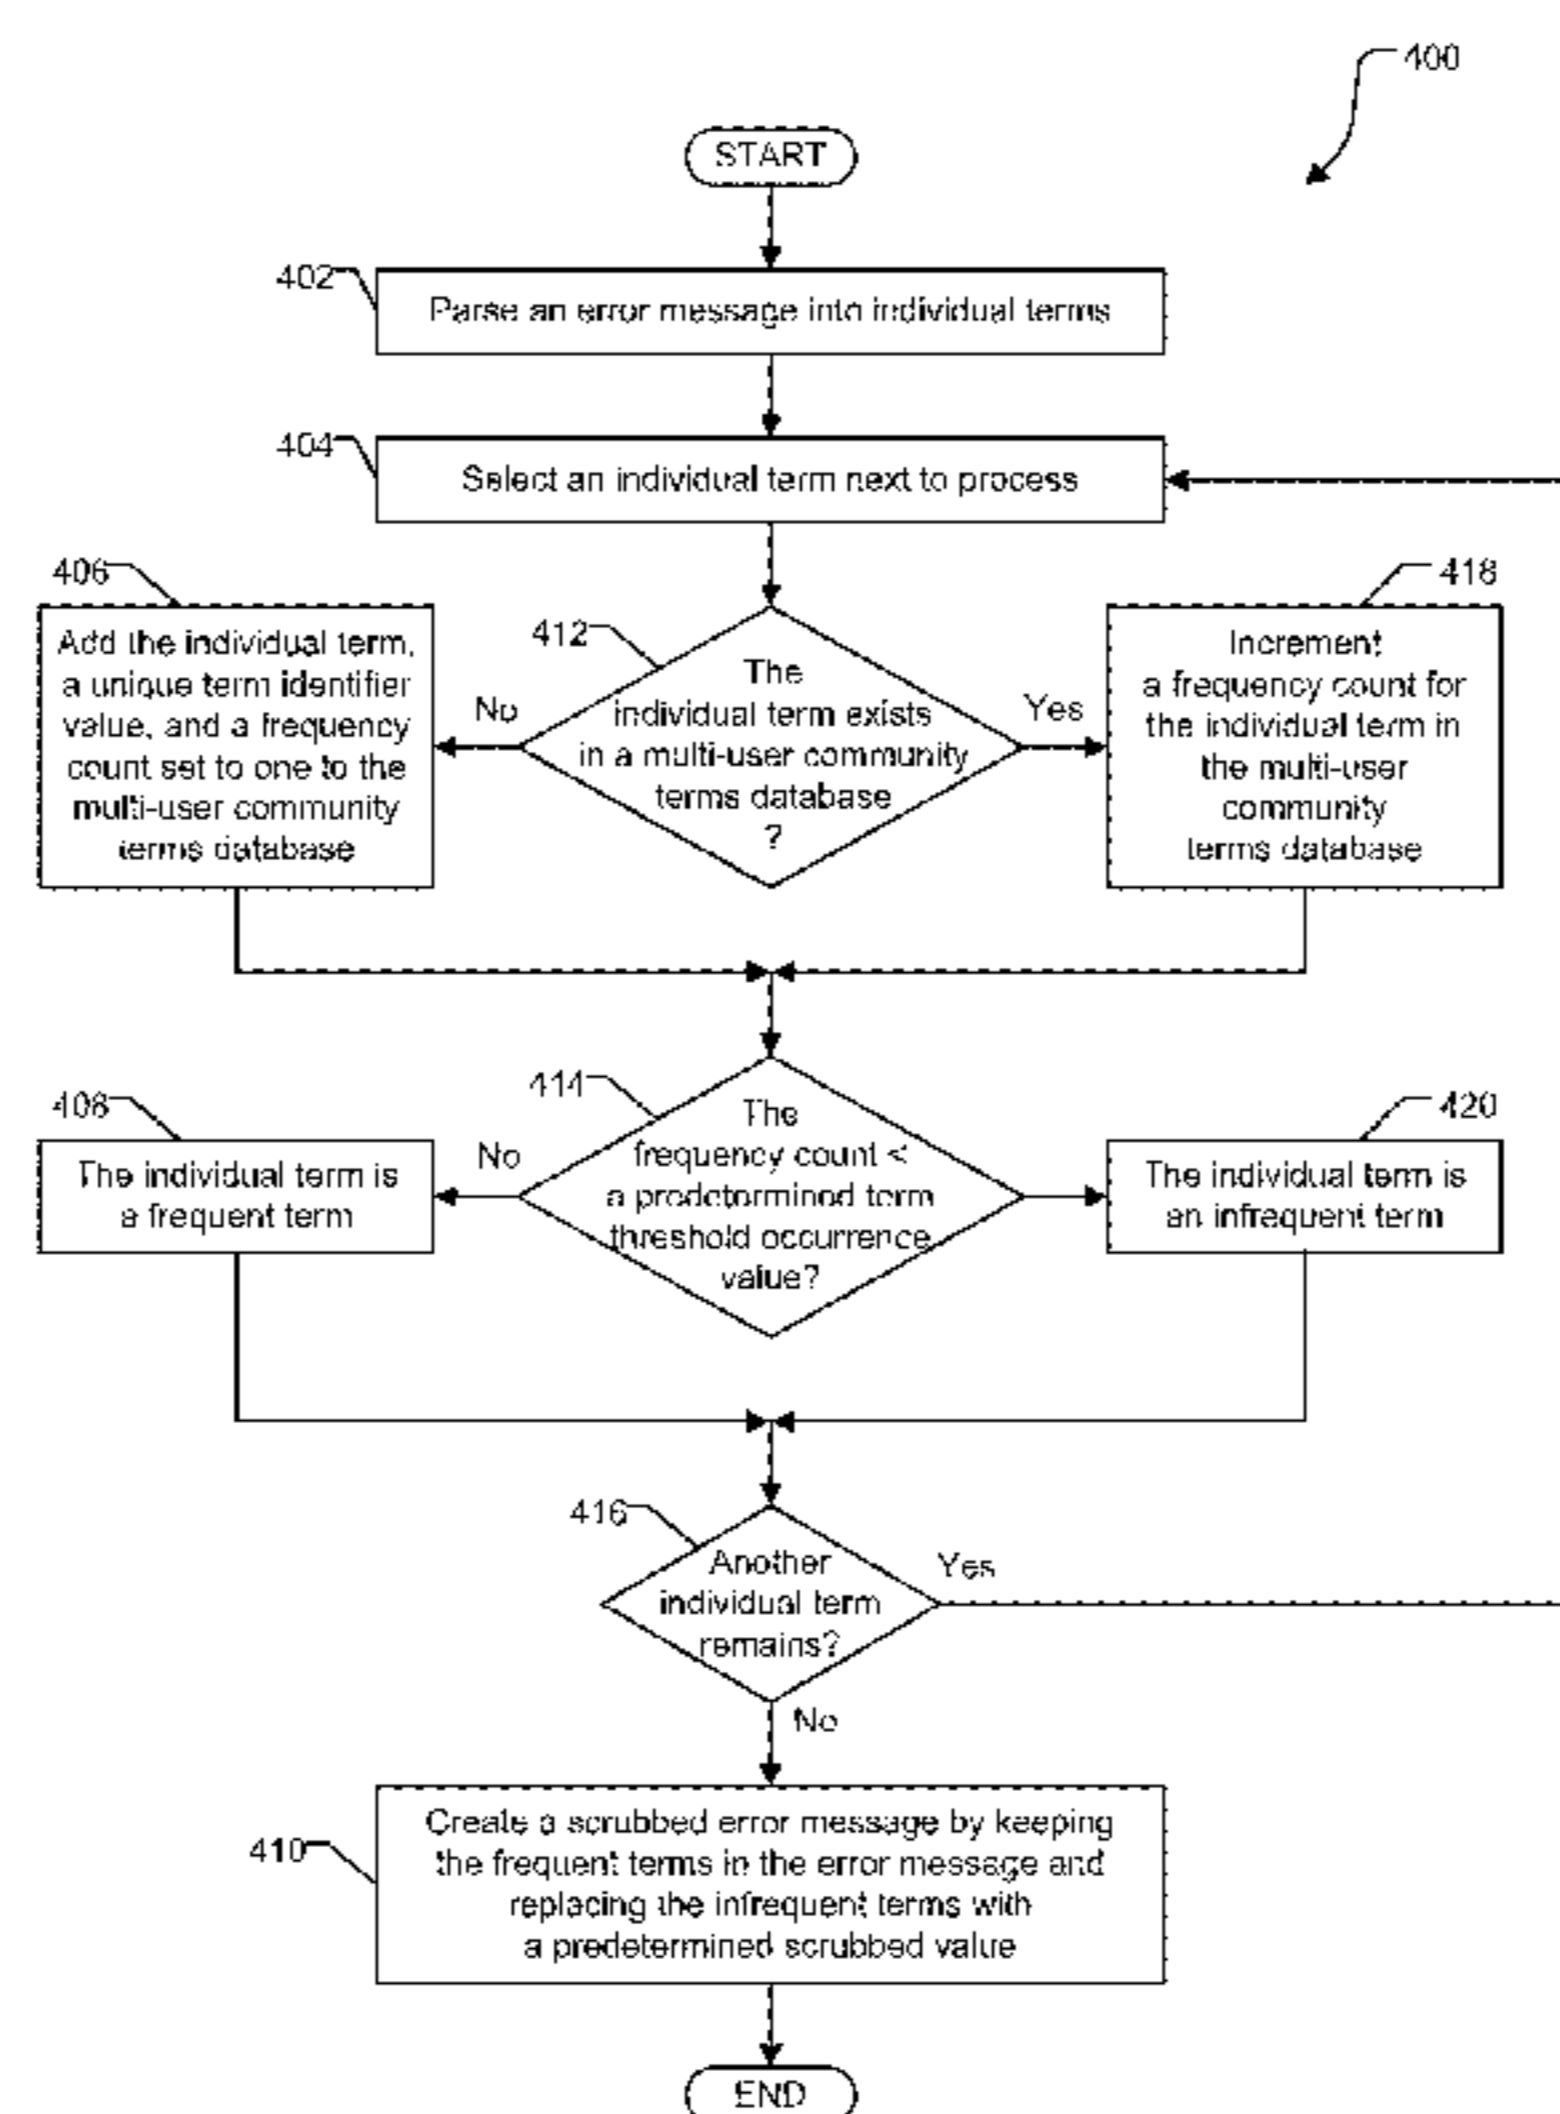 400
START
402
Parse an error message into individual terms
404
Select an individual term next to process
406
Add the individual term,
a unique term identifier
value, and a frequency
count set to one to the
multi-user community
terms database
412
No
The
individual term exists
in a multi-user community
terms database
?
Yes
418
Increment
a frequency count for
the individual term in
the multi-user
community
terms database
408
The individual term is
a frequent term
414
No
The
frequency count <
a predetermined term
threshold occurrence
value?
420
The individual term is
an infrequent term
416
Another
individual term
remains?
Yes
No
410
Create a scrubbed error message by keeping
the frequent terms in the error message and
replacing the infrequent terms with
a predetermined scrubbed value
END